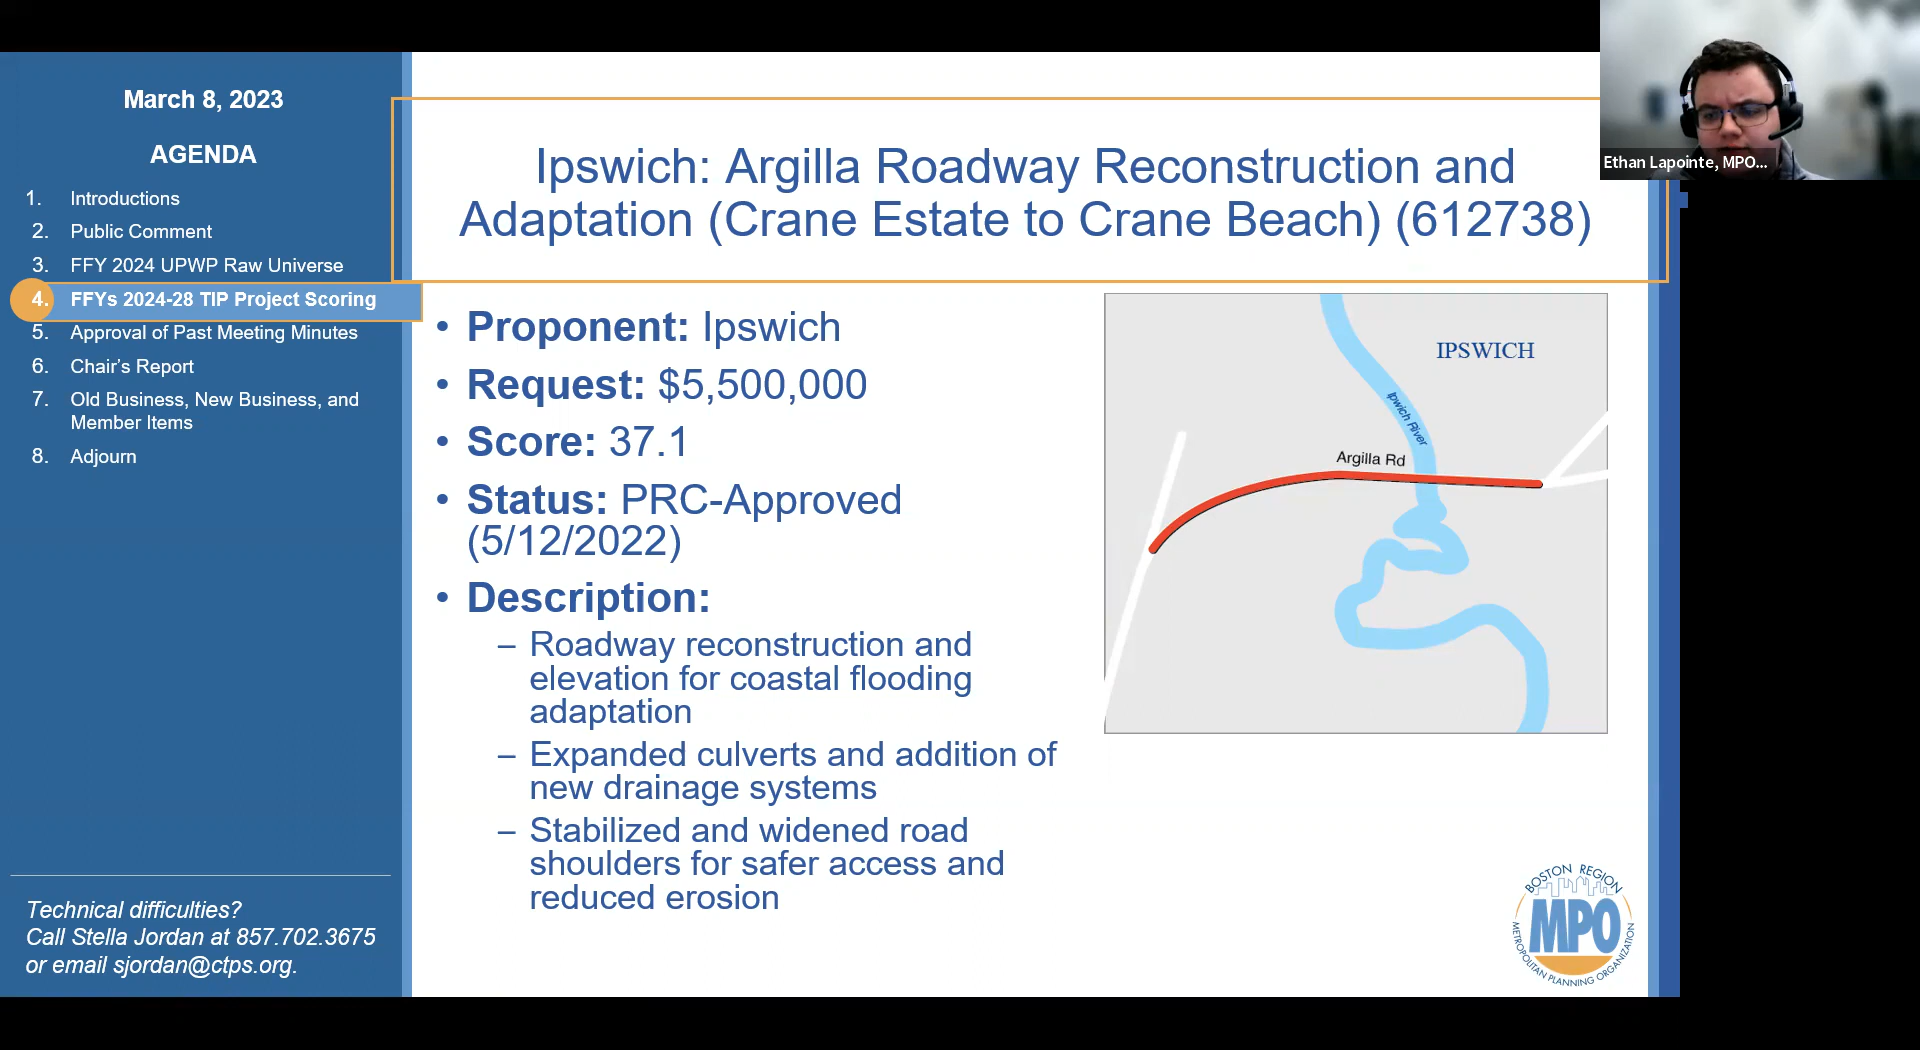 March 8, 2023
AGENDA
1. Introductions
2. Public Comment
3. FFY 2024 UPWP Raw Universe
4. FFYs 2024-28 TIP Project Scoring
5. Approval of Past Meeting Minutes
6. Chair's Report
7. Old Business, New Business, and
Member Items
8. Adjourn
Technical difficulties?
Call Stella Jordan at 857.702.3675
or email sjordan@ctps.org.
Ipswich: Argilla Roadway Reconstruction and
Adaptation (Crane Estate to Crane Beach) (612738)
• Proponent: Ipswich
• Request: $5,500,000
• Score: 37.1
• Status: PRC-Approved
(5/12/2022)
• Description:
– Roadway reconstruction and
elevation for coastal flooding
adaptation
– Expanded culverts and addition of
new drainage systems
– Stabilized and widened road
shoulders for safer access and
reduced erosion
IPSWICH
Ipwich River
Argilla Rd
BOSTON REGION
MPO
METROPOLITAN PLANNING ORGANIZATION
Ethan Lapointe, MPO...